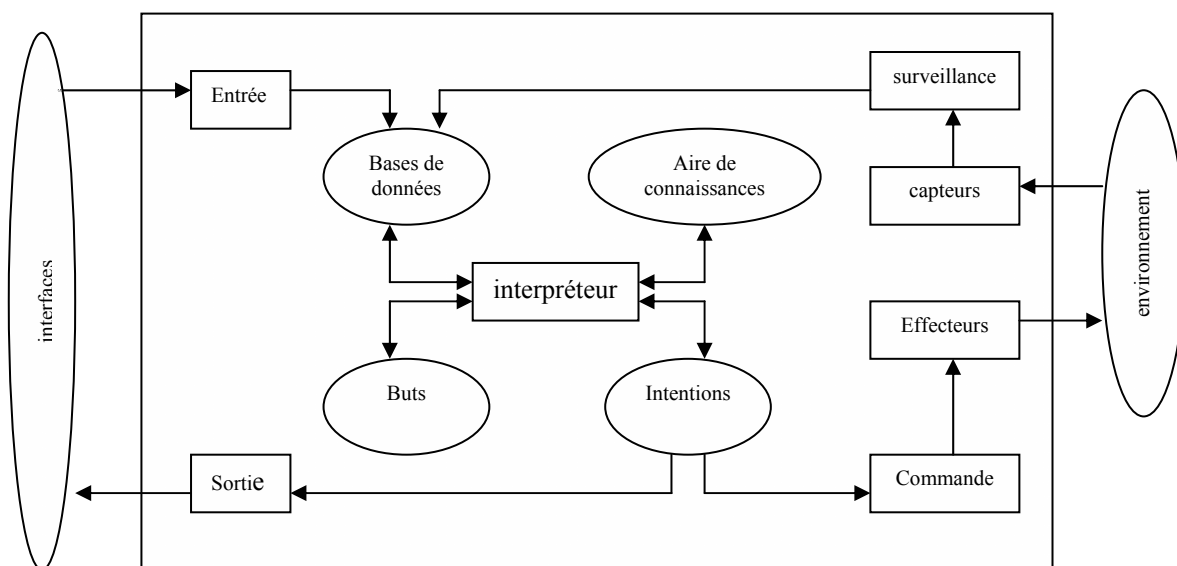 surveillance
Entrée
Bases de
données
Aire de
connaissances
capteurs
interfaces
environnement
interpréteur
Effecteurs
Buts
Intentions
Sortie
Commande